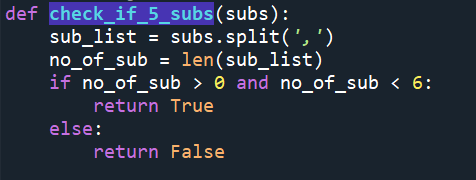 def check_if_5_subs(subs):
    sub_list = subs.split(',')
    no_of_sub = len(sub_list)
    if no_of_sub > 0 and no_of_sub < 6:
        return True
    else:
        return False